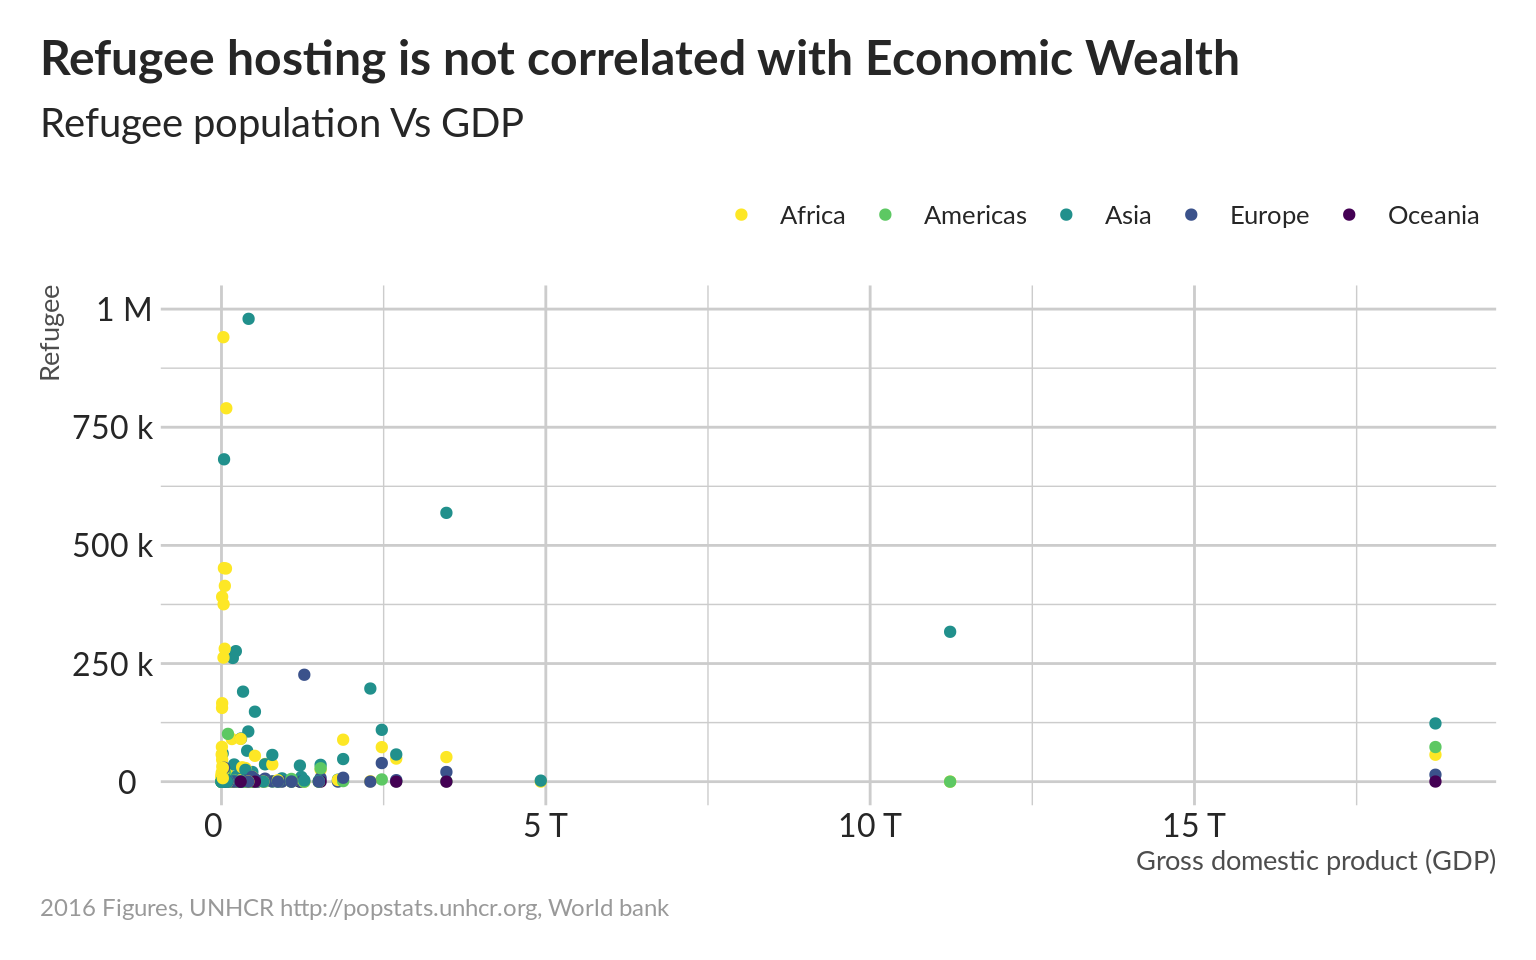 Refugee hosting is not correlated with Economic Wealth
Refugee population Vs GDP
Africa Americas Asia Europe Oceania
Refugee
1 M
750 k
500 k
250 k
0
0 5 T 10 T 15 T
Gross domestic product (GDP)
2016 Figures, UNHCR http://popstats.unhcr.org, World bank